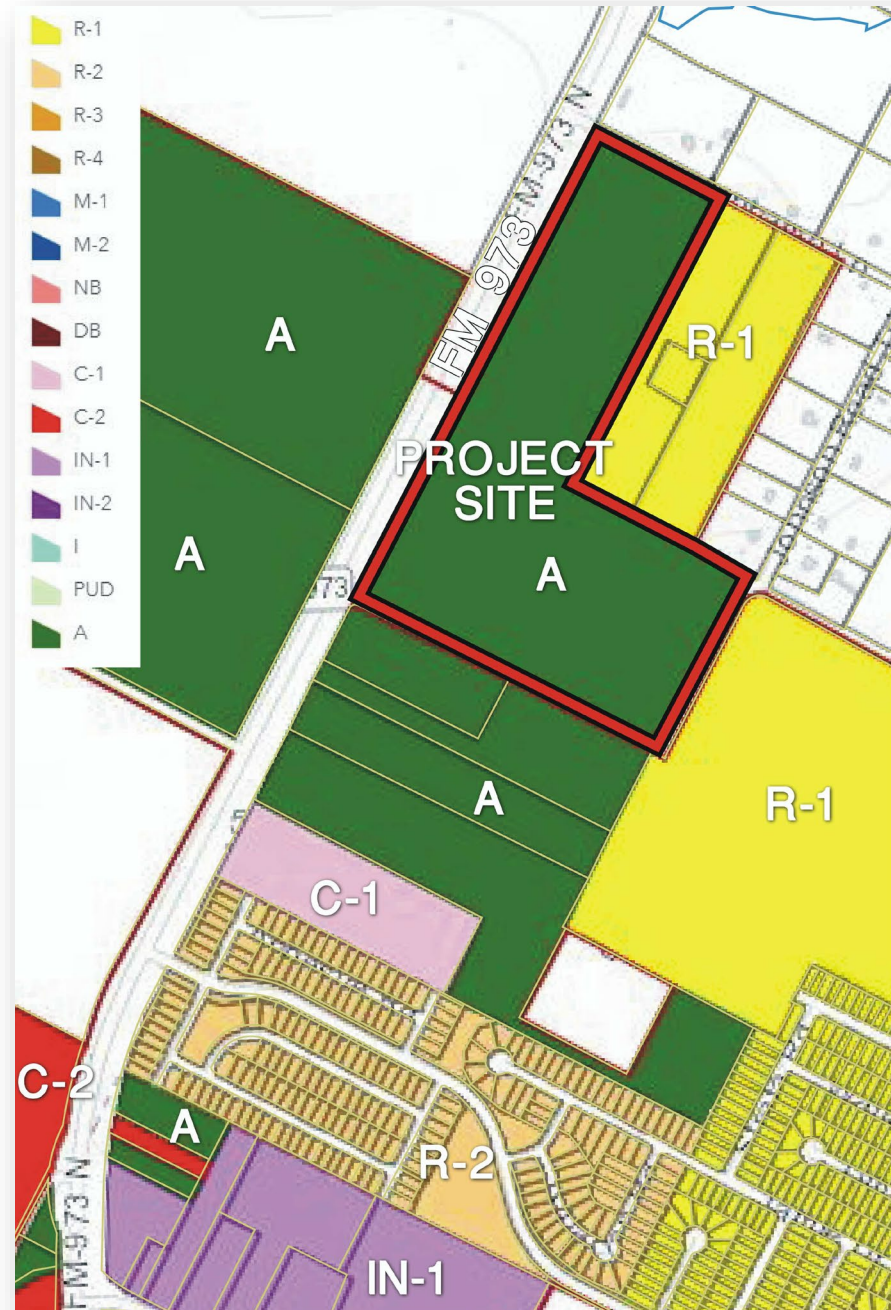 R-1
R-2
R-3
R-4
M-1
M-2
NB
DB
C-1
C-2
IN-1
IN-2
I
PUD
A
FM-973 N
FM 973
A
R-1
PROJECT
SITE
A
A
973
A
R-1
C-1
C-2
A
R-2
FM-973 N
IN-1